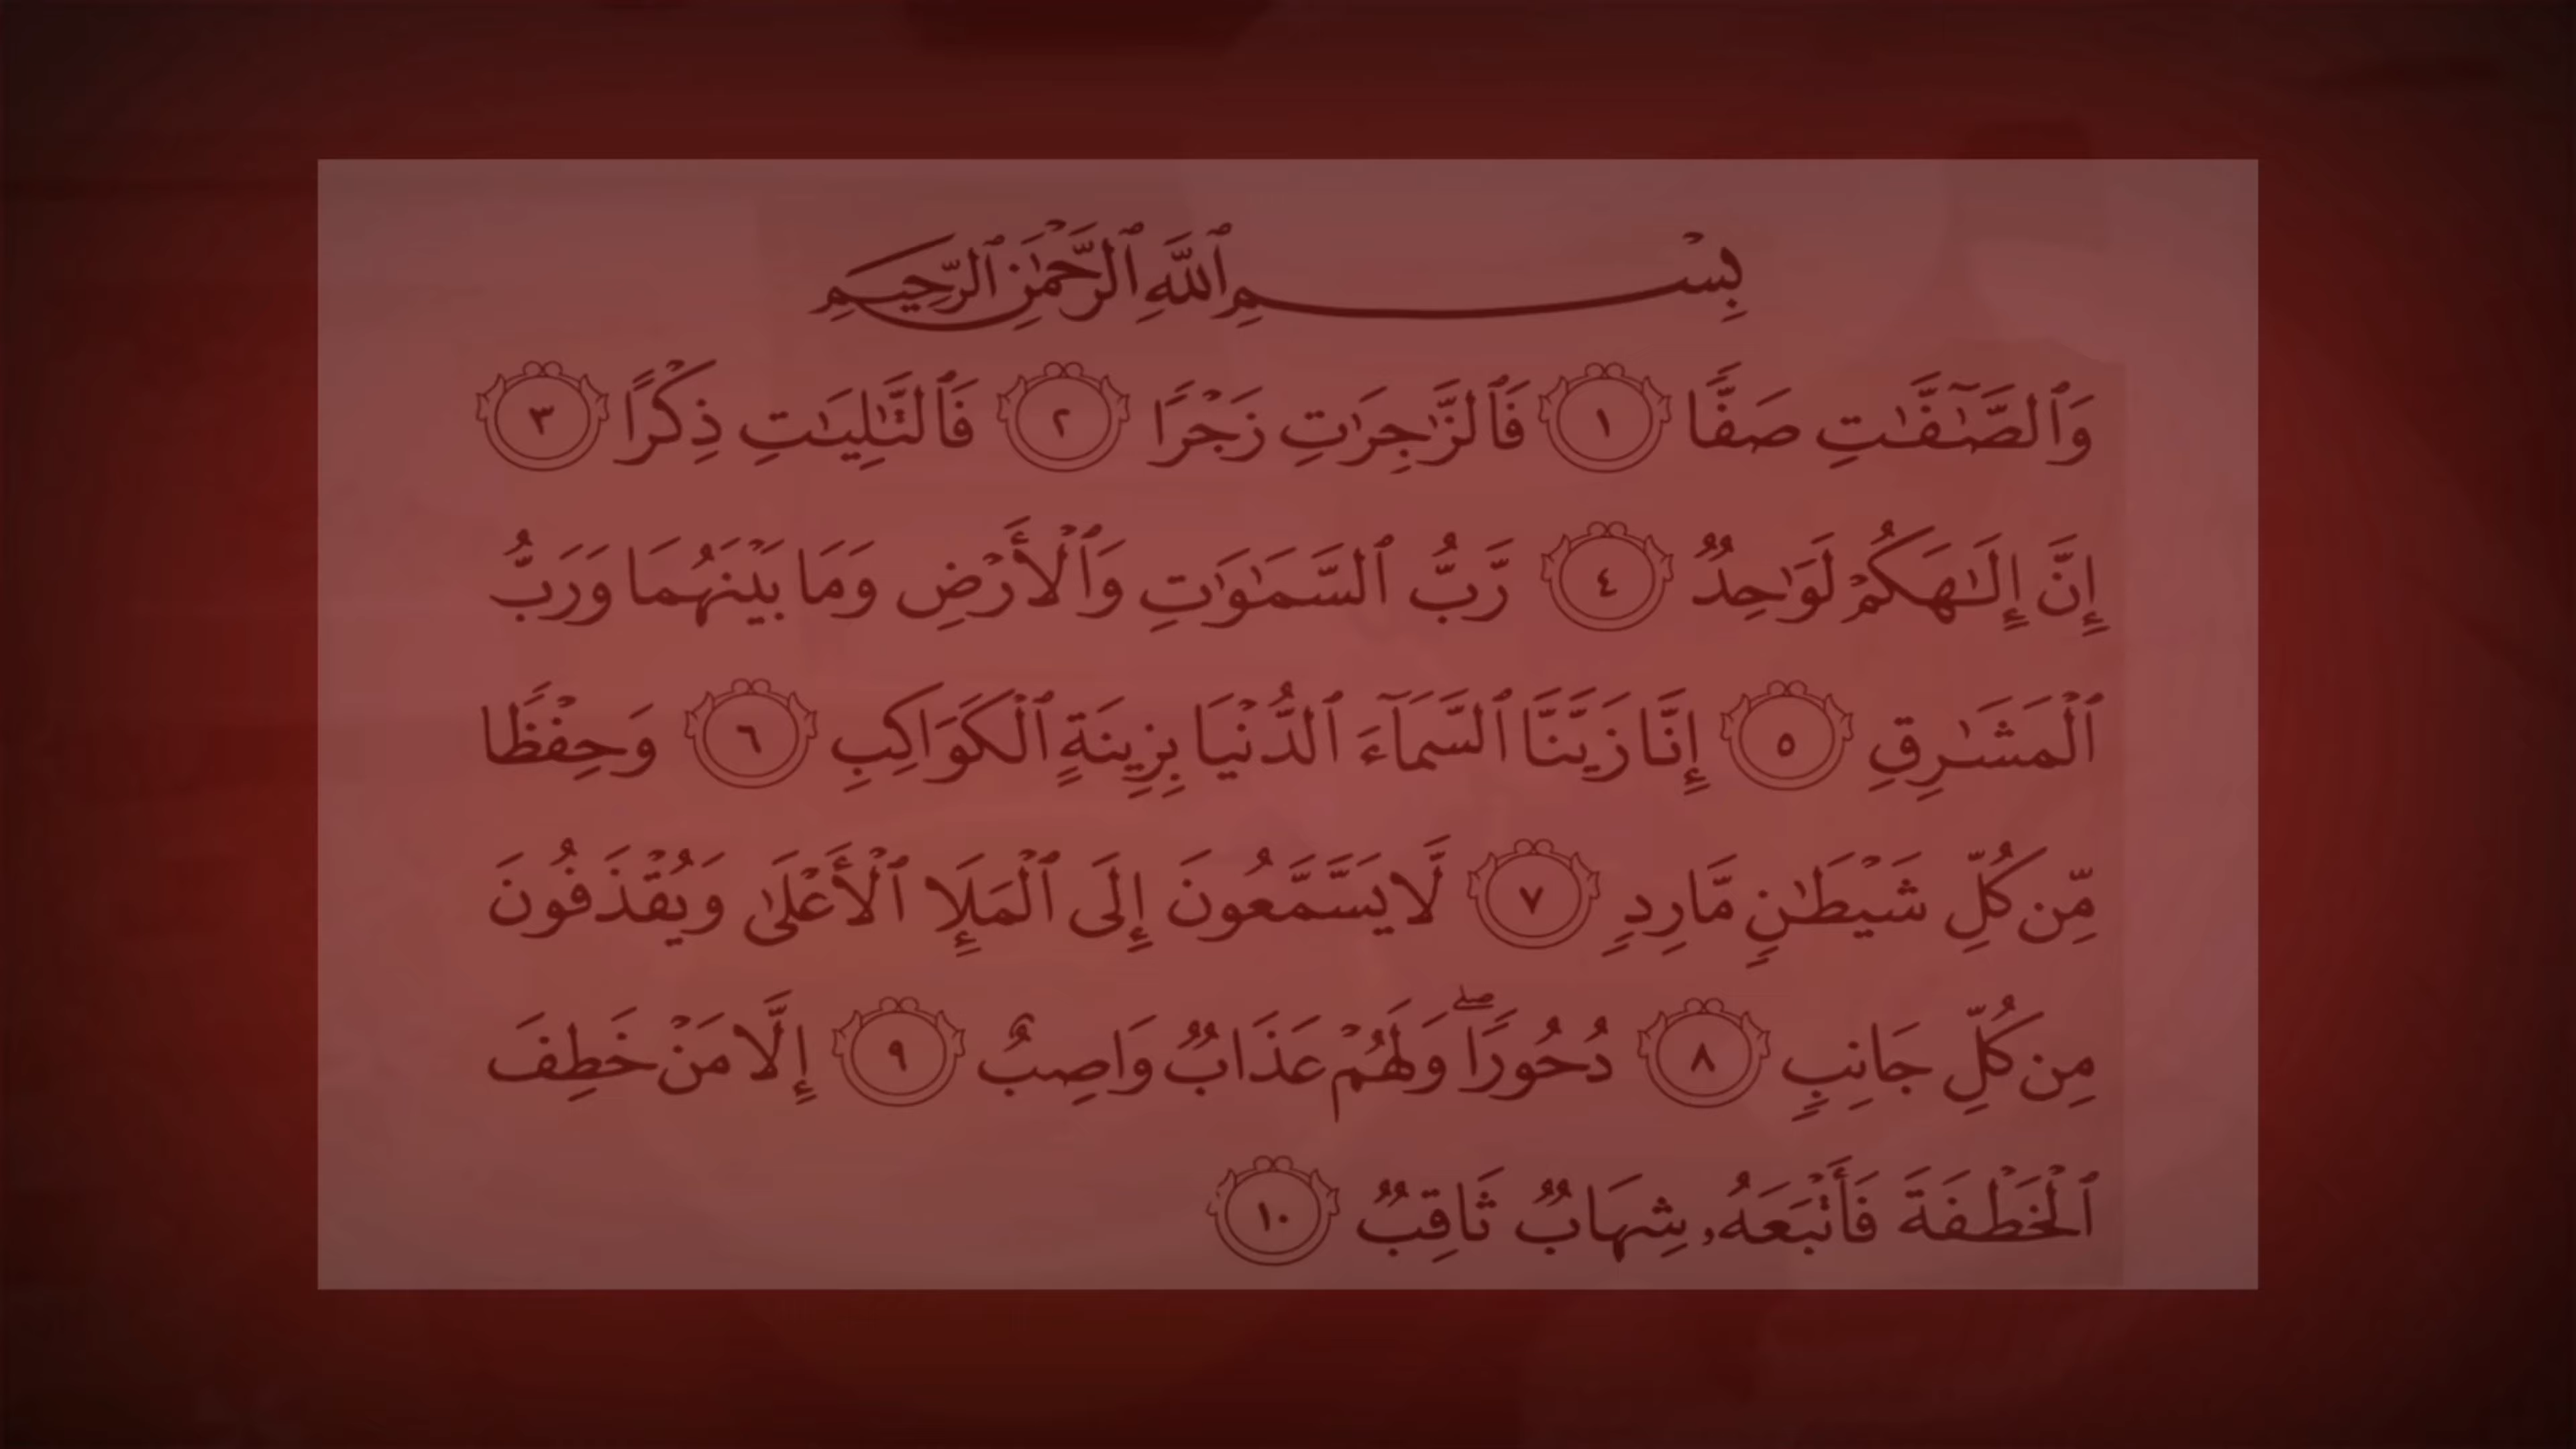 بِسْمِ ٱللَّهِ ٱلرَّحْمَٰنِ ٱلرَّحِيمِ
وَٱلصَّٰٓفَّٰتِ صَفًّا ١ فَٱلزَّٰجِرَٰتِ زَجْرًا ٢ فَٱلتَّٰلِيَٰتِ ذِكْرًا ٣
إِنَّ إِلَٰهَكُمْ لَوَٰحِدٌ ٤ رَّبُّ ٱلسَّمَٰوَٰتِ وَٱلْأَرْضِ وَمَا بَيْنَهُمَا وَرَبُّ
ٱلْمَشَٰرِقِ ٥ إِنَّا زَيَّنَّا ٱلسَّمَآءَ ٱلدُّنْيَا بِزِينَةٍ ٱلْكَوَاكِبِ ٦ وَحِفْظًا
مِّن كُلِّ شَيْطَٰنٍ مَّارِدٍ ٧ لَّا يَسَّمَّعُونَ إِلَى ٱلْمَلَإِ ٱلْأَعْلَىٰ وَيُقْذَفُونَ
مِن كُلِّ جَانِبٍ ٨ دُحُورًا ۖ وَلَهُمْ عَذَابٌ وَاصِبٌ ٩ إِلَّا مَنْ خَطِفَ
ٱلْخَطْفَةَ فَأَتْبَعَهُۥ شِهَابٌ ثَاقِبٌ ١٠